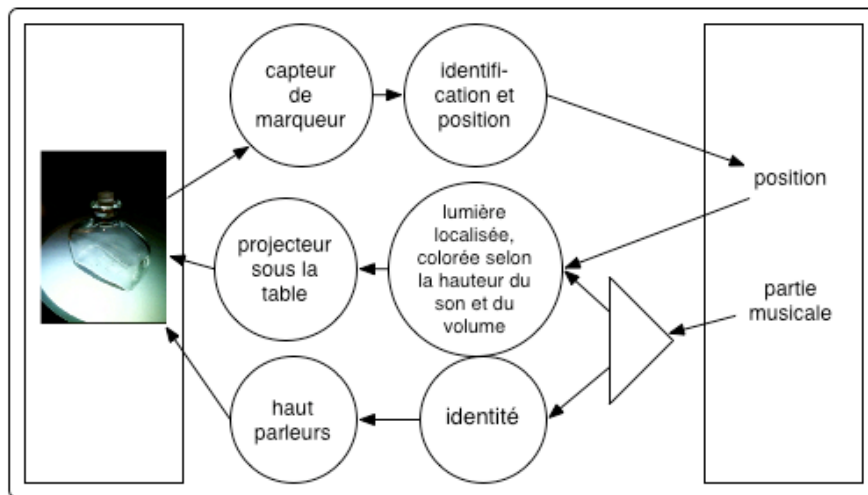 capteur
de
marqueur
identifi-
cation et
position
position
projecteur
sous la
table
lumière
localisée,
colorée selon
la hauteur du
son et du
volume
partie
musicale
haut
parleurs
identité